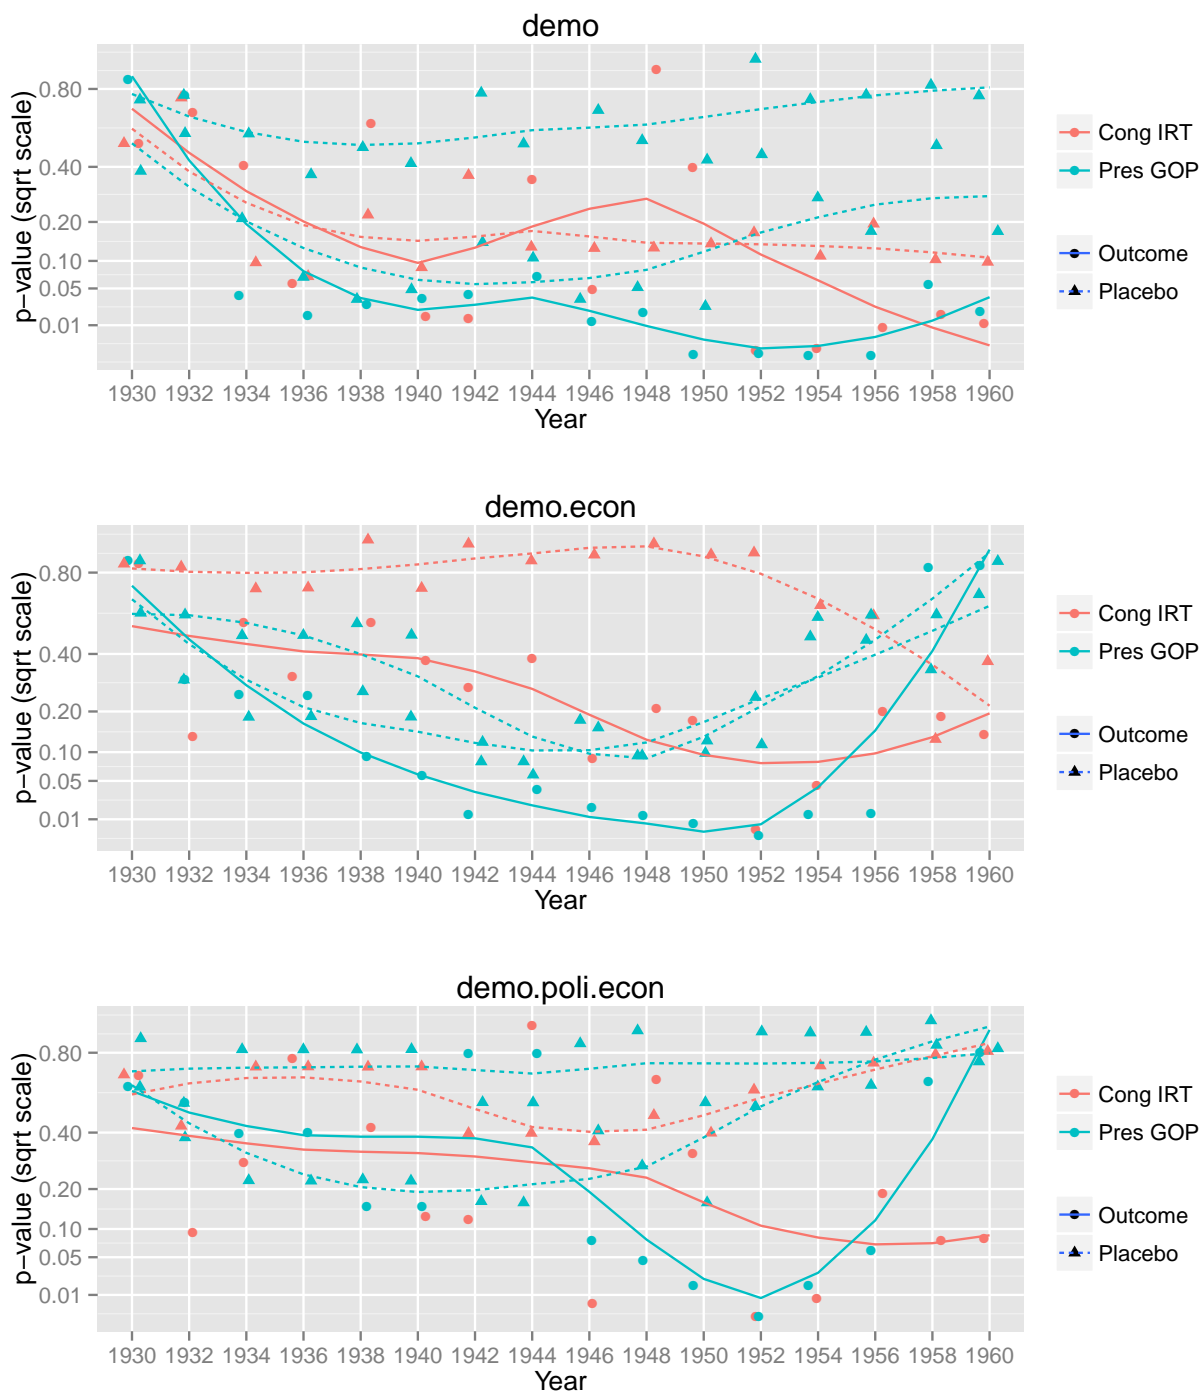 demo
p−value (sqrt scale)
0.80
0.40
0.20
0.10
0.05
0.01
1930 1932 1934 1936 1938 1940 1942 1944 1946 1948 1950 1952 1954 1956 1958 1960
Year
Cong IRT
Pres GOP
Outcome
Placebo
demo.econ
p−value (sqrt scale)
0.80
0.40
0.20
0.10
0.05
0.01
1930 1932 1934 1936 1938 1940 1942 1944 1946 1948 1950 1952 1954 1956 1958 1960
Year
Cong IRT
Pres GOP
Outcome
Placebo
demo.poli.econ
p−value (sqrt scale)
0.80
0.40
0.20
0.10
0.05
0.01
1930 1932 1934 1936 1938 1940 1942 1944 1946 1948 1950 1952 1954 1956 1958 1960
Year
Cong IRT
Pres GOP
Outcome
Placebo